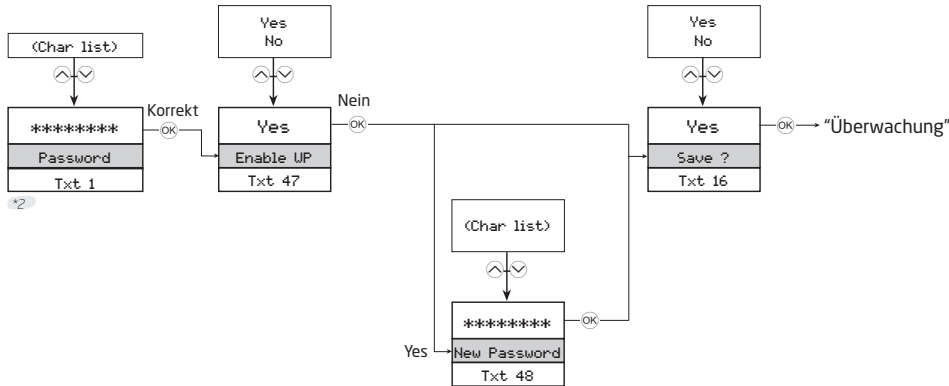 (Char list)
********
Password
Txt 1
*2
Korrekt
OK
Yes
No
Yes
Enable WP
Txt 47
Nein
OK
(Char list)
Yes
********
New Password
Txt 48
OK
Yes
No
Yes
Save ?
Txt 16
OK
"Überwachung"